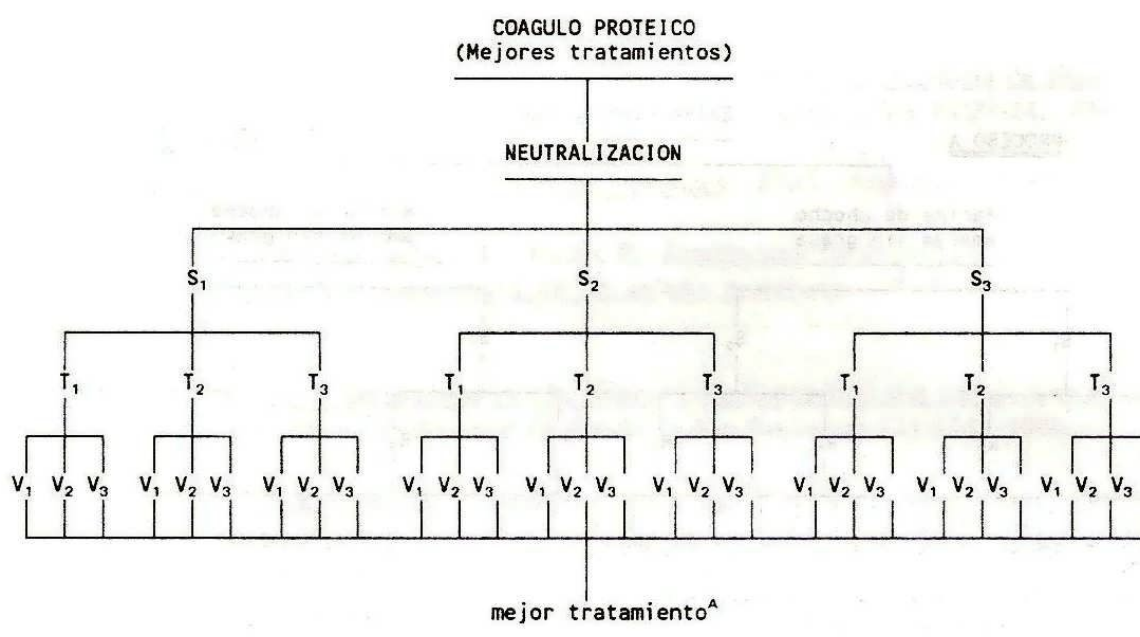 COAGULO PROTEICO
(Mejores tratamientos)
NEUTRALIZACION
S₁ S₂ S₃
T₁ T₂ T₃ T₁ T₂ T₃ T₁ T₂ T₃
V₁ V₂ V₃ V₁ V₂ V₃ V₁ V₂ V₃ V₁ V₂ V₃ V₁ V₂ V₃ V₁ V₂ V₃ V₁ V₂ V₃ V₁ V₂ V₃ V₁ V₂ V₃
mejor tratamientoᴬ
PROCESO A